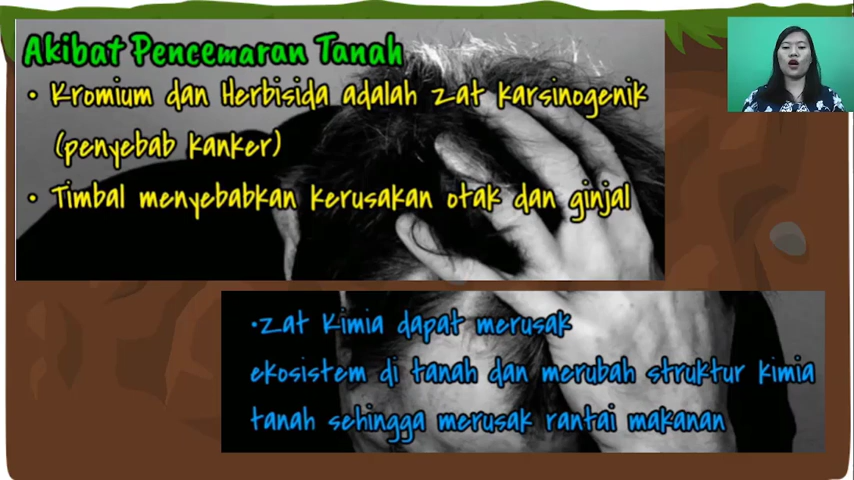 Akibat Pencemaran Tanah
• Kromium dan Herbisida adalah zat karsinogenik
(penyebab kanker)
• Timbal menyebabkan kerusakan otak dan ginjal
•Zat kimia dapat merusak
ekosistem di tanah dan merubah struktur kimia
tanah sehingga merusak rantai makanan